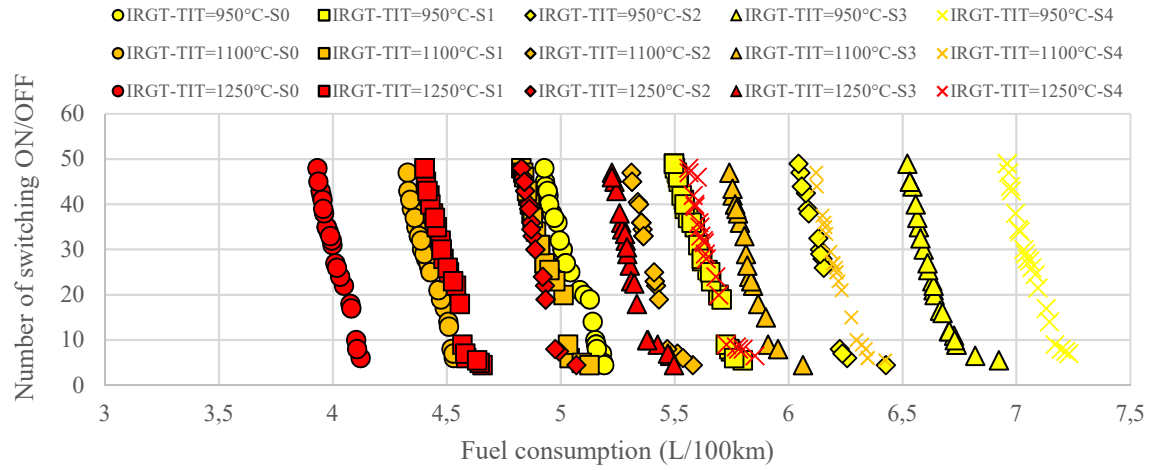 IRGT-TIT=950°C-S0 IRGT-TIT=950°C-S1 IRGT-TIT=950°C-S2 IRGT-TIT=950°C-S3 IRGT-TIT=950°C-S4
IRGT-TIT=1100°C-S0 IRGT-TIT=1100°C-S1 IRGT-TIT=1100°C-S2 IRGT-TIT=1100°C-S3 IRGT-TIT=1100°C-S4
IRGT-TIT=1250°C-S0 IRGT-TIT=1250°C-S1 IRGT-TIT=1250°C-S2 IRGT-TIT=1250°C-S3 IRGT-TIT=1250°C-S4
Number of switching ON/OFF
60
50
40
30
20
10
0
3 4 4,5 5 5,5 6 6,5 7 7,5
Fuel consumption (L/100km)